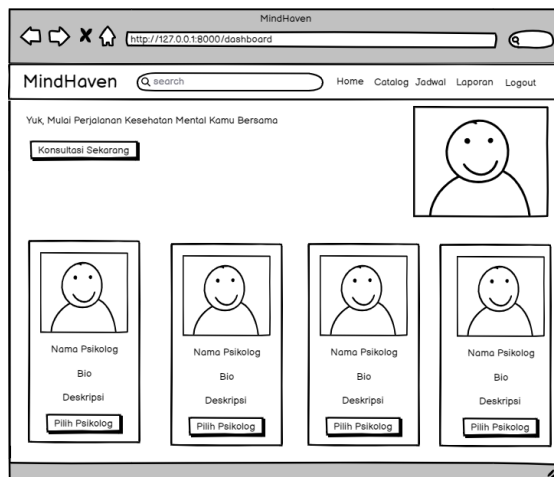 MindHaven
http://127.0.0.1:8000/dashboard
MindHaven
search
Home Catalog Jadwal Laporan Logout
Yuk, Mulai Perjalanan Kesehatan Mental Kamu Bersama
Konsultasi Sekarang
Nama Psikolog Nama Psikolog Nama Psikolog Nama Psikolog
Bio Bio Bio Bio
Deskripsi Deskripsi Deskripsi Deskripsi
Pilih Psikolog Pilih Psikolog Pilih Psikolog Pilih Psikolog